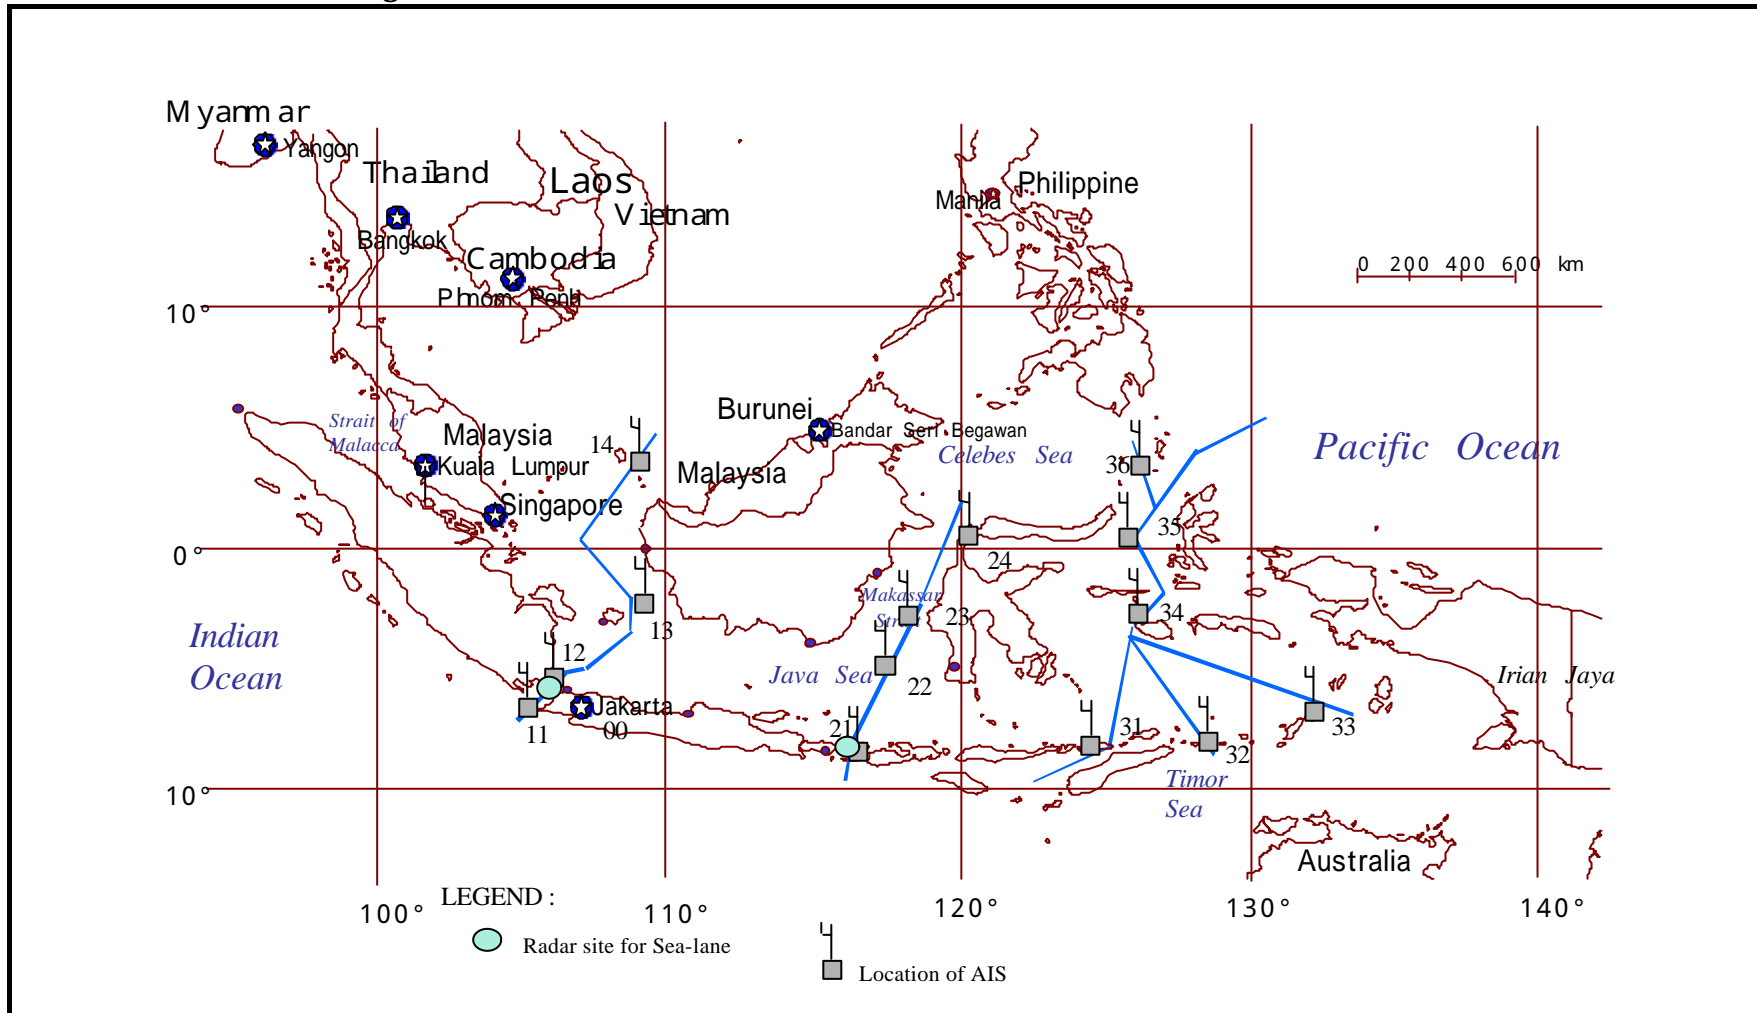 Myanmar
Yangon
Thailand
Laos
Philippine
Manila
Vietnam
Bangkok
Cambodia
Phnom Penh
0 200 400 600 km
10°
Strait of
Malacca
Burunei
Bandar Seri Begawan
Malaysia
14
Celebes Sea
Pacific Ocean
Kuala Lumpur
Malaysia
36
Singapore
35
0°
24
Makassar
Strait
23
34
13
Indian
Ocean
12
Java Sea
22
Irian Jaya
Jakarta
00
11
21
31
32
33
Timor
Sea
10°
Australia
LEGEND :
100°
110°
120°
130°
140°
Radar site for Sea-lane
Location of AIS